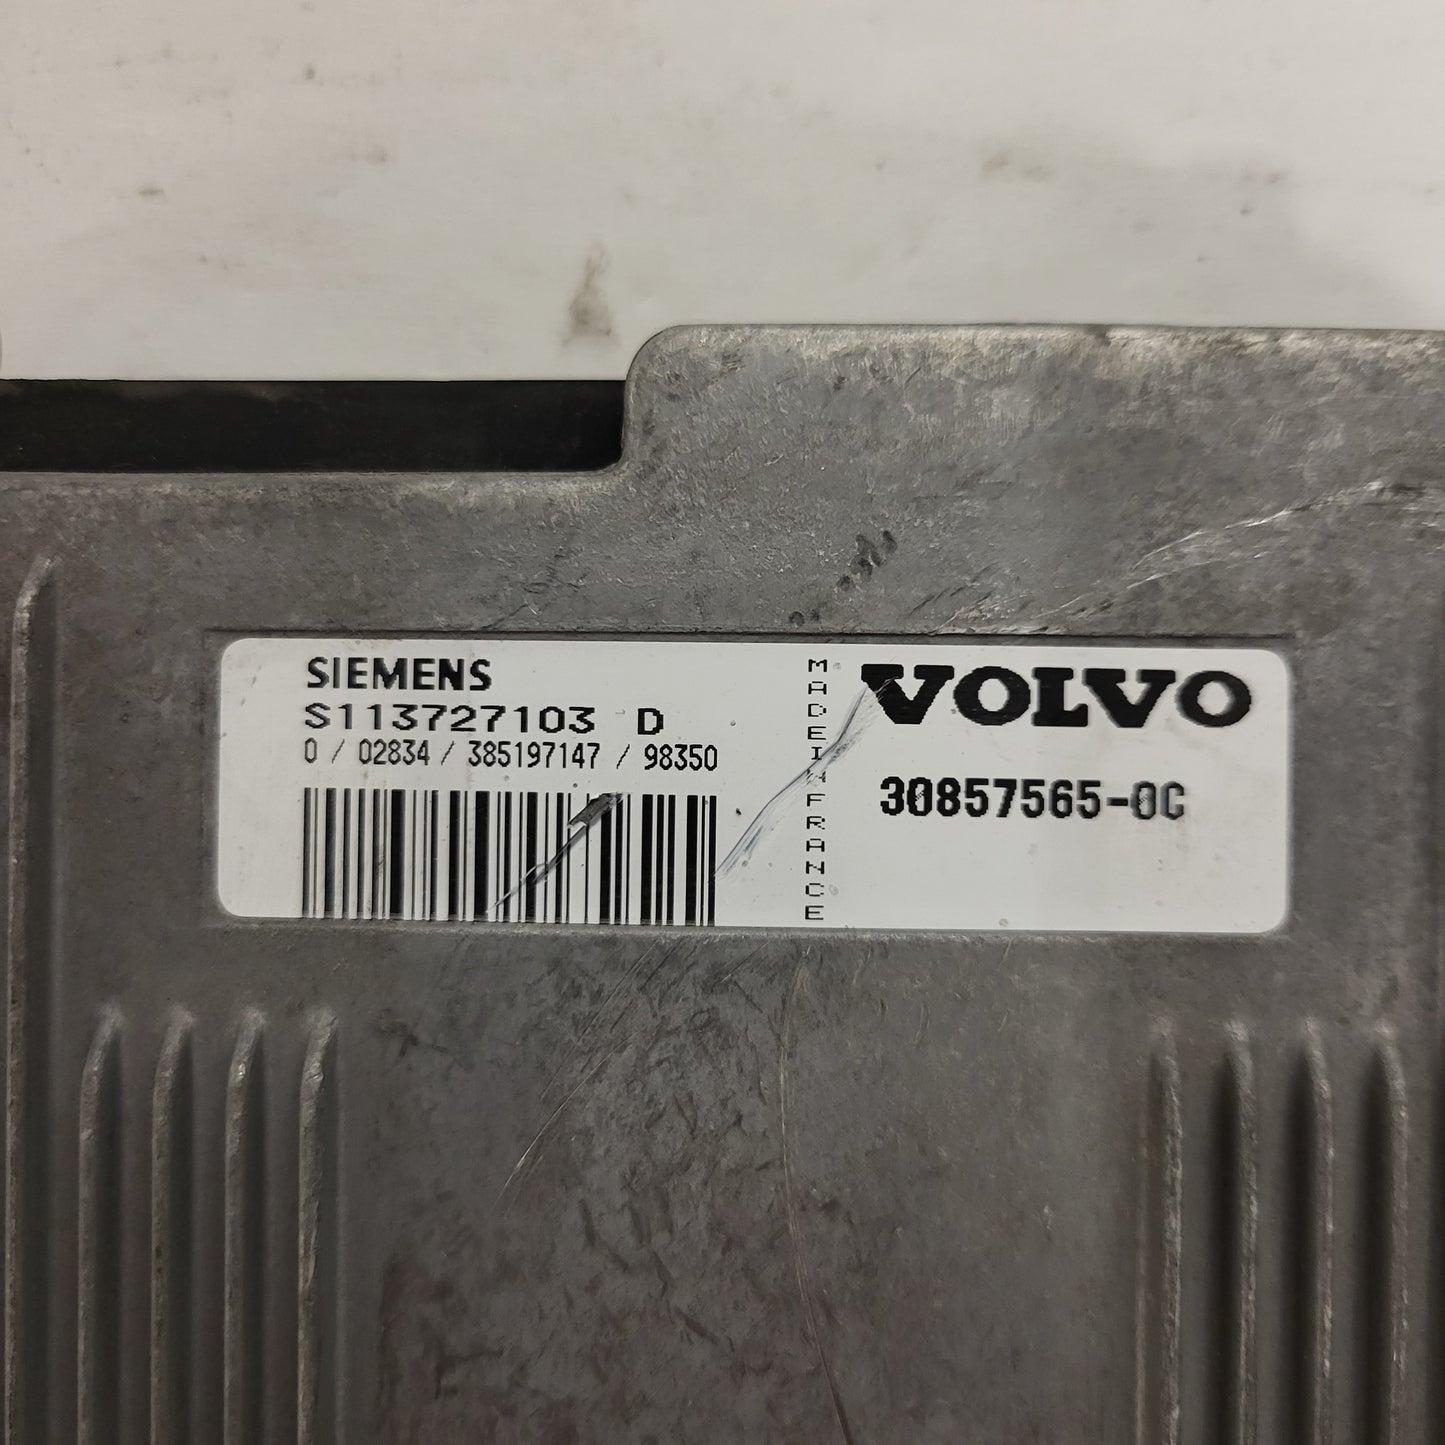 SIEMENS
S113727103 D
0 / 02834 / 385197147 / 98350
MADE IN FRANCE
VOLVO
30857565-0C